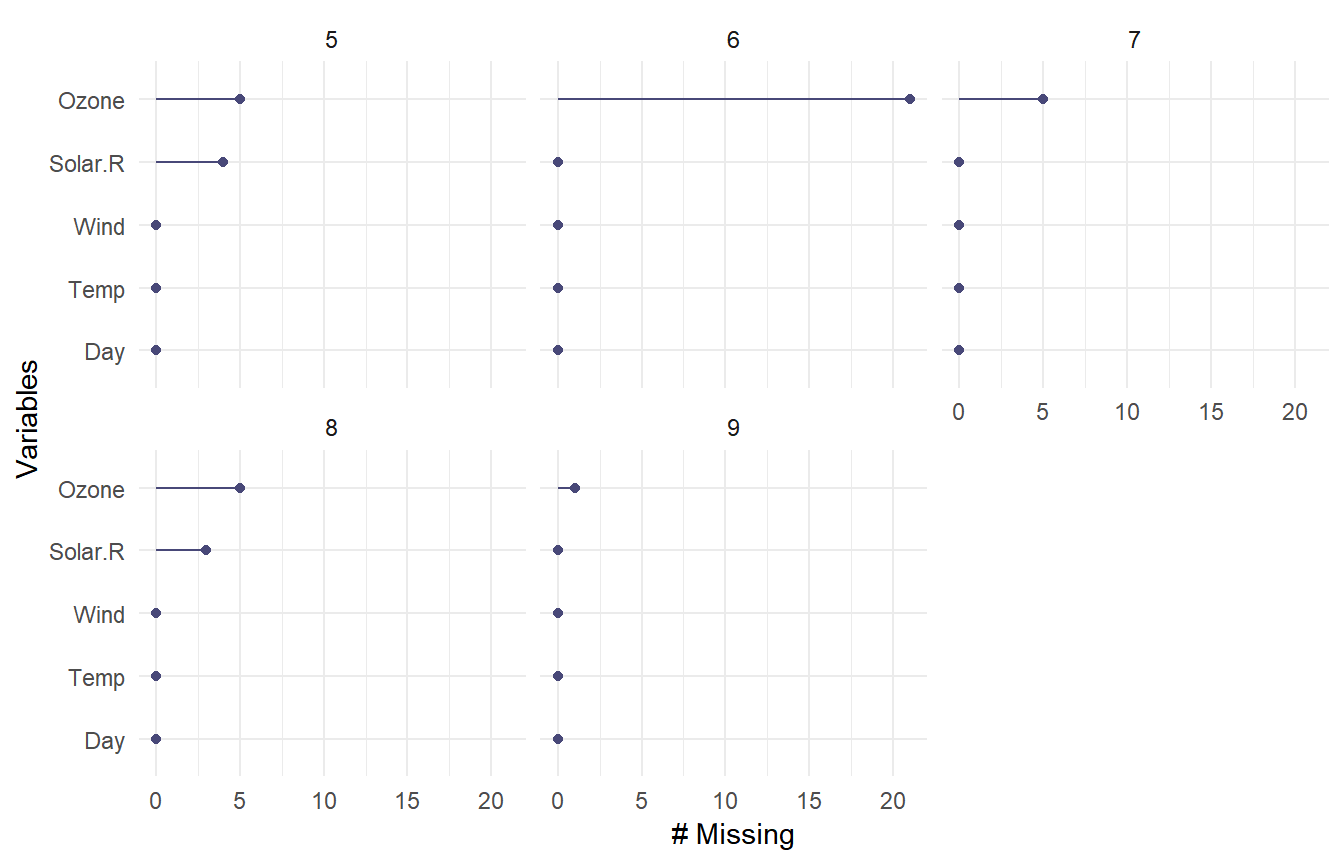 5 6 7
Ozone
Solar.R
Wind
Temp
Day
0 5 10 15 20
Variables
8 9
Ozone
Solar.R
Wind
Temp
Day
0 5 10 15 20 0 5 10 15 20
# Missing